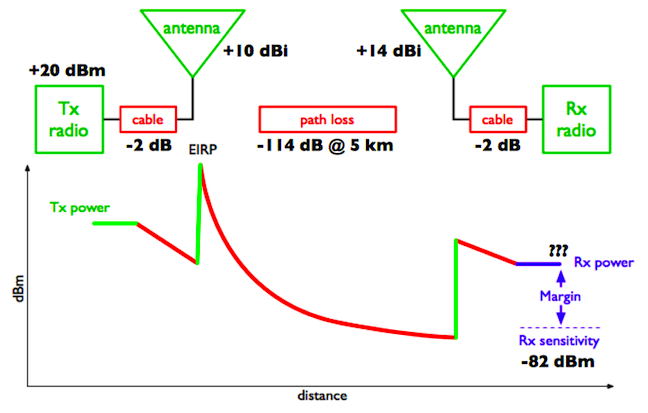 antenna
+10 dBi
+14 dBi
antenna
+20 dBm
Tx
radio
cable
-2 dB
path loss
-114 dB @ 5 km
cable
-2 dB
Rx
radio
EIRP
Tx power
???
Rx power
Margin
Rx sensitivity
-82 dBm
dBm
distance